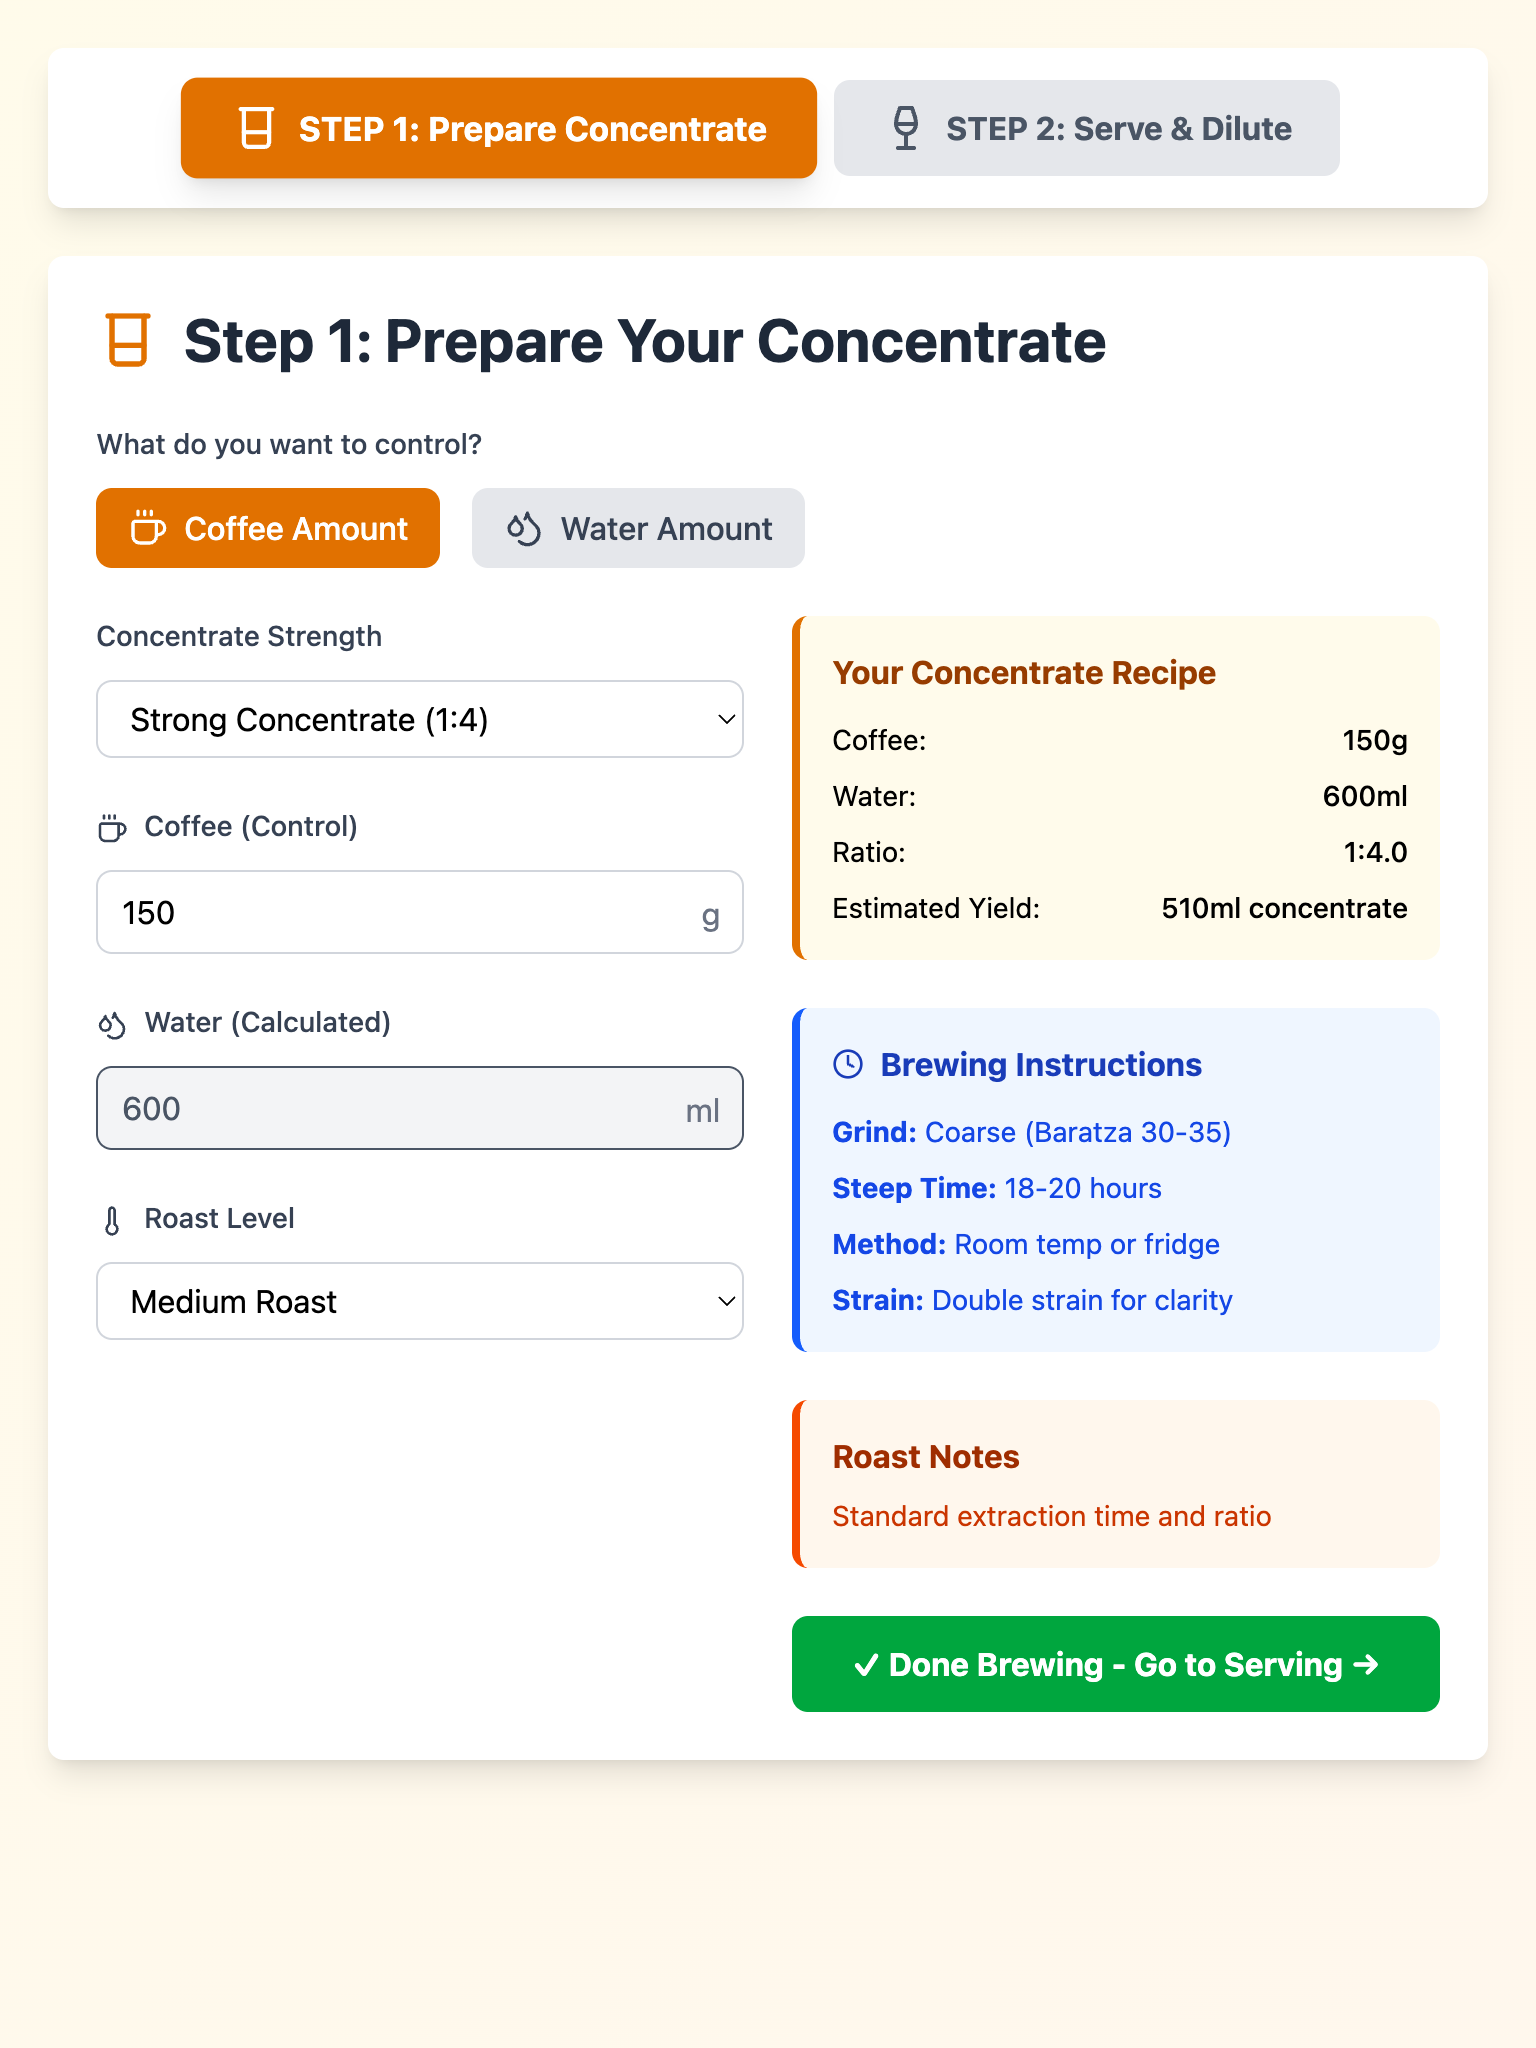 STEP 1: Prepare Concentrate
STEP 2: Serve & Dilute
Step 1: Prepare Your Concentrate
What do you want to control?
Coffee Amount
Water Amount
Concentrate Strength
Strong Concentrate (1:4)
Coffee (Control)
150 g
Water (Calculated)
600 ml
Roast Level
Medium Roast
Your Concentrate Recipe
Coffee: 150g
Water: 600ml
Ratio: 1:4.0
Estimated Yield: 510ml concentrate
Brewing Instructions
Grind: Coarse (Baratza 30-35)
Steep Time: 18-20 hours
Method: Room temp or fridge
Strain: Double strain for clarity
Roast Notes
Standard extraction time and ratio
✓ Done Brewing - Go to Serving →